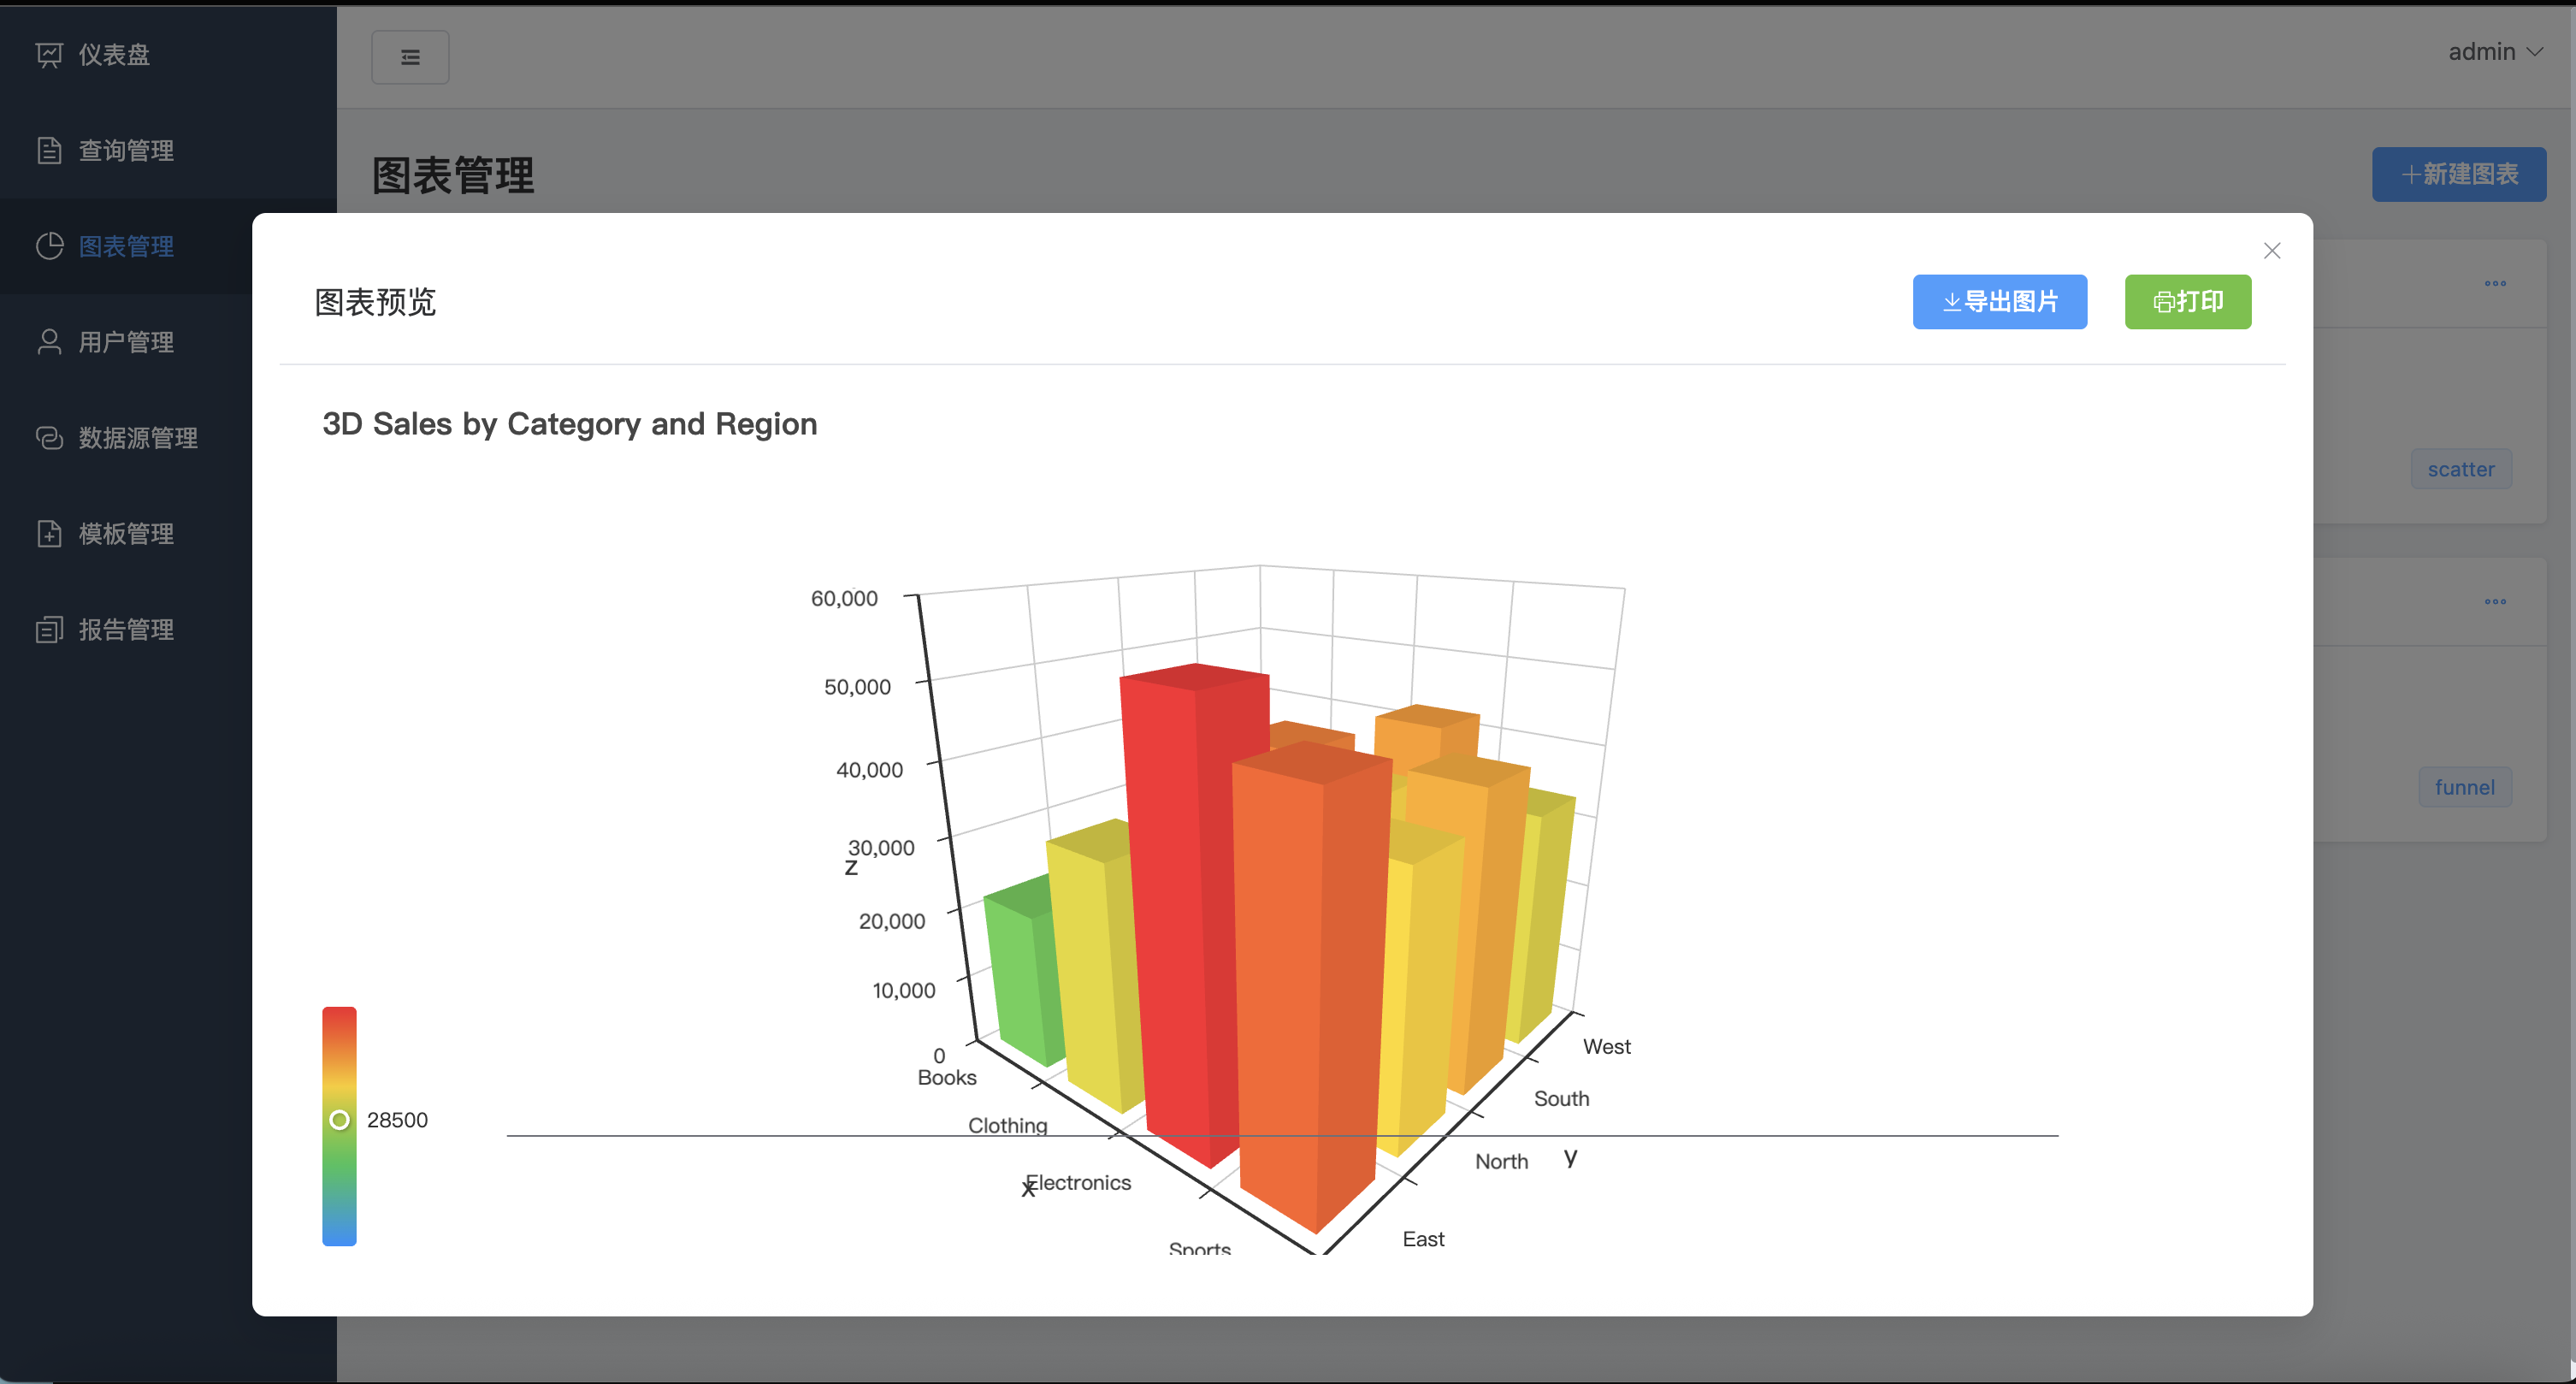 仪表盘
查询管理
图表管理
用户管理
数据源管理
模板管理
报告管理
admin
图表管理
新建图表
scatter
funnel
图表预览
导出图片
打印
3D Sales by Category and Region
60,000
50,000
40,000
30,000
z
20,000
10,000
0
Books
Clothing
Electronics
x
Sports
West
South
North
y
East
28500